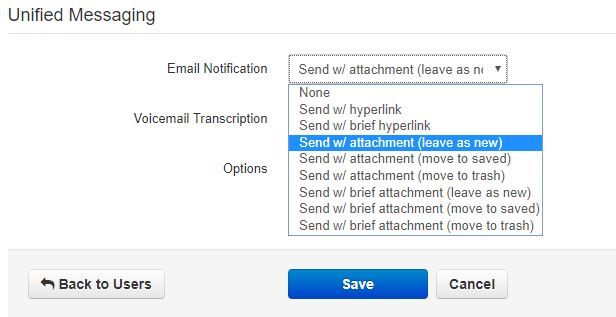 Unified Messaging
Email Notification
Send w/ attachment (leave as ne
None
Send w/ hyperlink
Voicemail Transcription
Send w/ brief hyperlink
Send w/ attachment (leave as new)
Send w/ attachment (move to saved)
Options
Send w/ attachment (move to trash)
Send w/ brief attachment (leave as new)
Send w/ brief attachment (move to saved)
Send w/ brief attachment (move to trash)
Back to Users
Save
Cancel